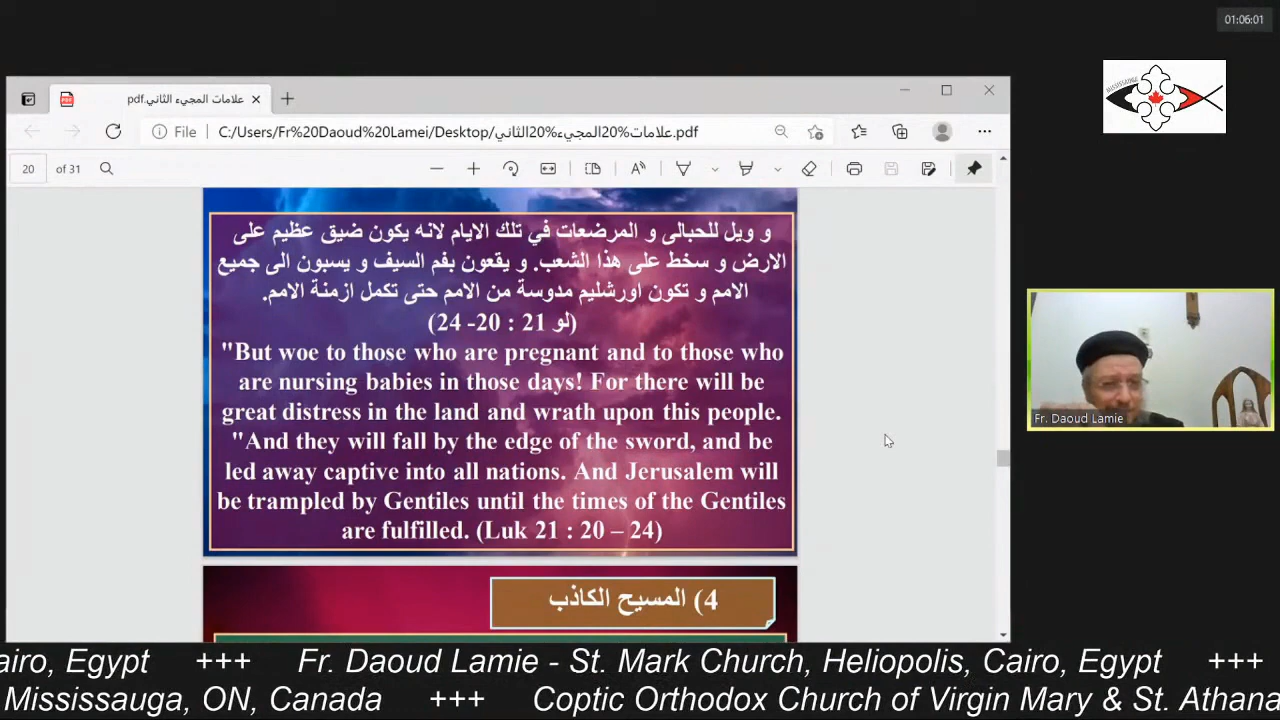 01:06:01
MISSISSAUGA
علامات المجيء الثاني.pdf
File
C:/Users/Fr%20Daoud%20Lamei/Desktop/علامات%20المجيء%20الثاني.pdf
20 of 31
و ويل للحبالى و المرضعات في تلك الايام لانه يكون ضيق عظيم على
الارض و سخط على هذا الشعب. و يقعون بفم السيف و يسبون الى جميع
الامم و تكون اورشليم مدوسة من الامم حتى تكمل ازمنة الامم.
(لو 21 : 20- 24)
"But woe to those who are pregnant and to those who
are nursing babies in those days! For there will be
great distress in the land and wrath upon this people.
"And they will fall by the edge of the sword, and be
led away captive into all nations. And Jerusalem will
be trampled by Gentiles until the times of the Gentiles
are fulfilled. (Luk 21 : 20 – 24)
4) المسيح الكاذب
Fr. Daoud Lamie
airo, Egypt +++ Fr. Daoud Lamie - St. Mark Church, Heliopolis, Cairo, Egypt +++
Mississauga, ON, Canada +++ Coptic Orthodox Church of Virgin Mary & St. Athana